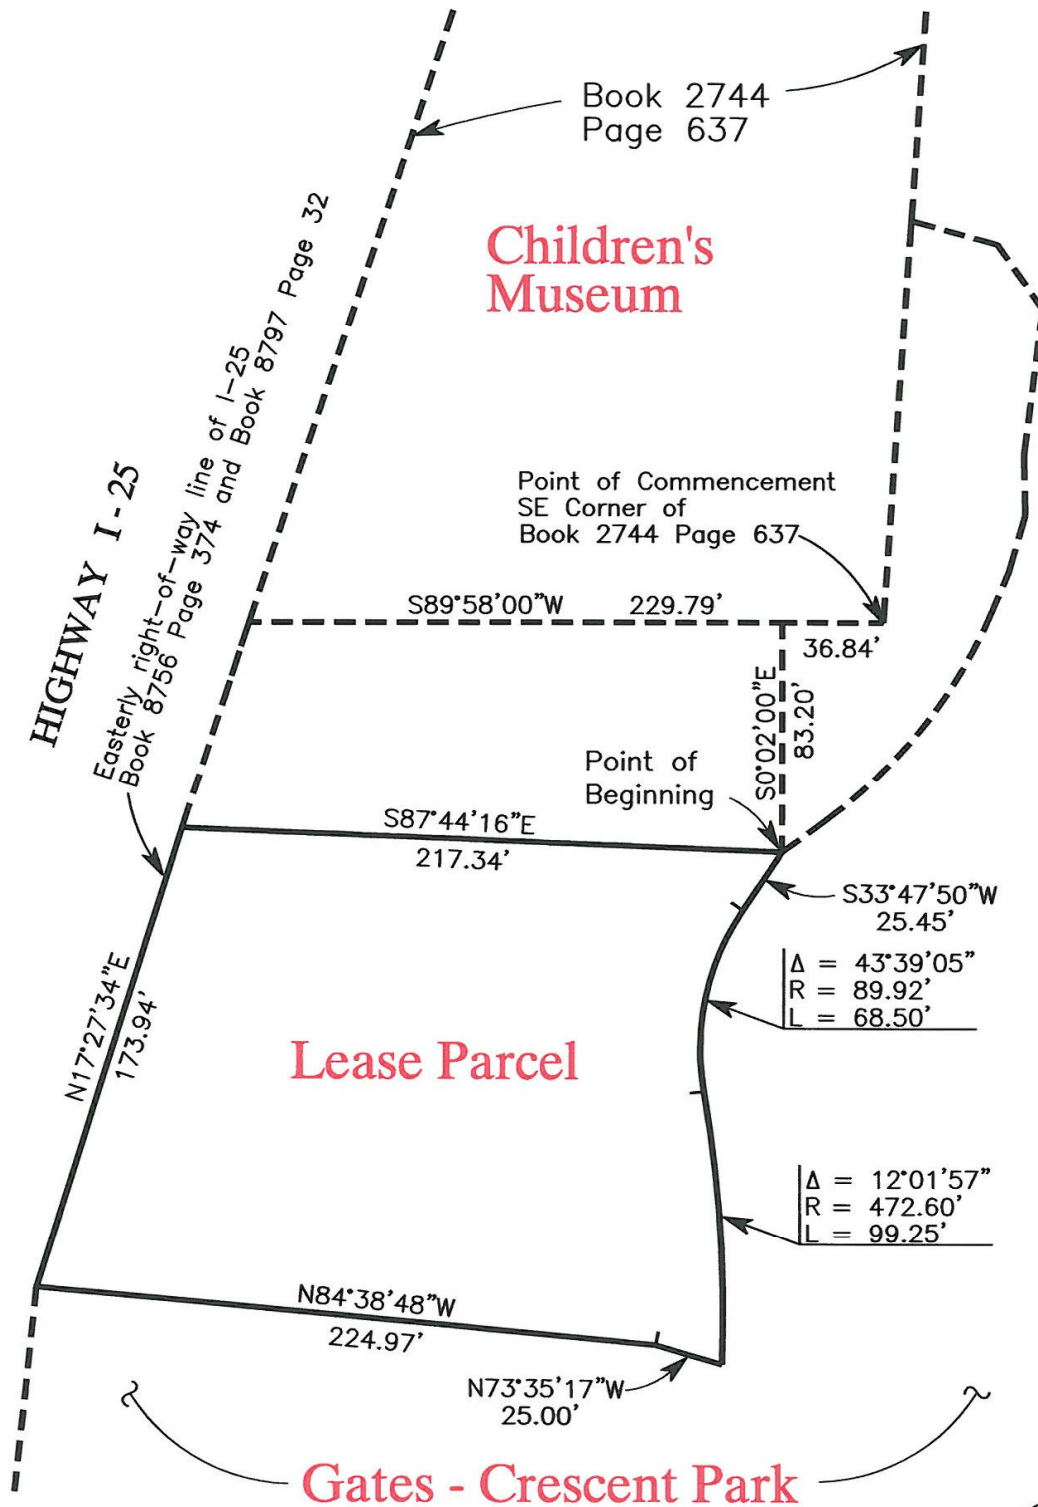 Book 2744
Page 637
Children's
Museum
Easterly right-of-way line of I-25
Book 8756 Page 374 and Book 8797 Page 32
HIGHWAY I-25
Point of Commencement
SE Corner of
Book 2744 Page 637
S89°58'00"W 229.79'
36.84'
S0°02'00"E
83.20'
Point of
Beginning
S87°44'16"E
217.34'
S33°47'50"W
25.45'
Δ = 43°39'05"
R = 89.92'
L = 68.50'
N17°27'34"E
173.94'
Lease Parcel
Δ = 12°01'57"
R = 472.60'
L = 99.25'
N84°38'48"W
224.97'
N73°35'17"W
25.00'
Gates - Crescent Park